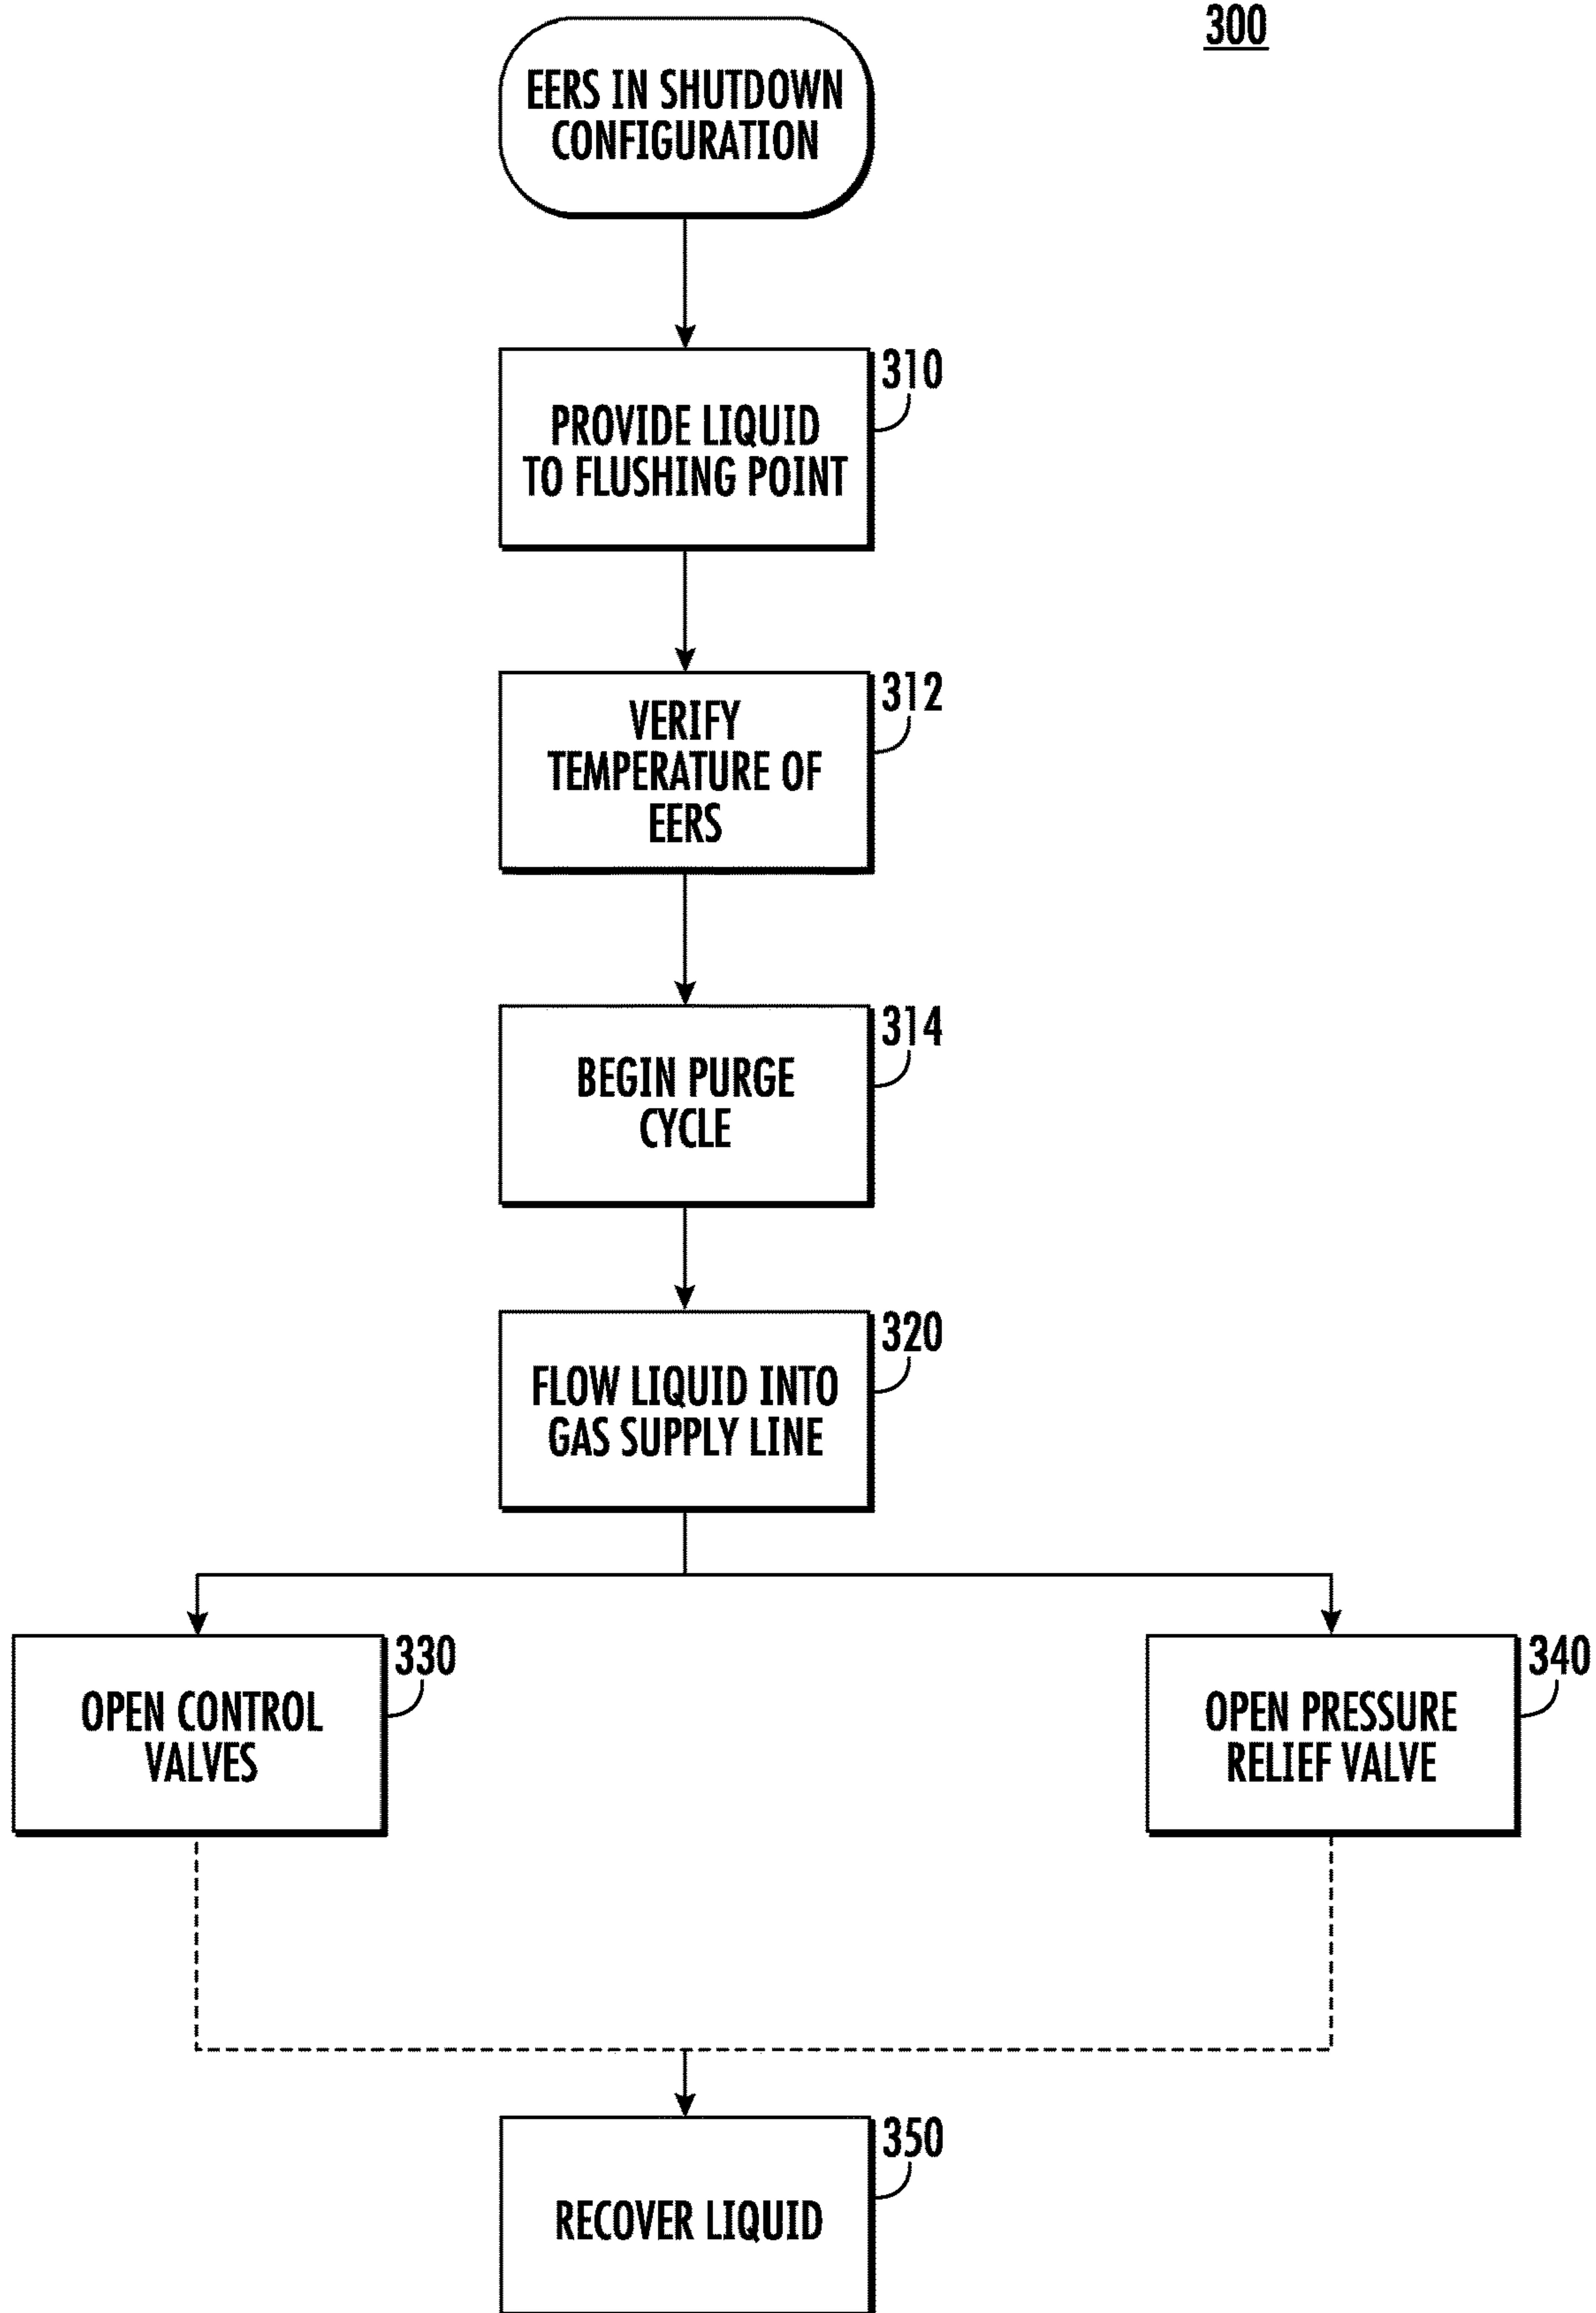 300
EERS IN SHUTDOWN
CONFIGURATION
310
PROVIDE LIQUID
TO FLUSHING POINT
312
VERIFY
TEMPERATURE OF
EERS
314
BEGIN PURGE
CYCLE
320
FLOW LIQUID INTO
GAS SUPPLY LINE
330
OPEN CONTROL
VALVES
340
OPEN PRESSURE
RELIEF VALVE
350
RECOVER LIQUID